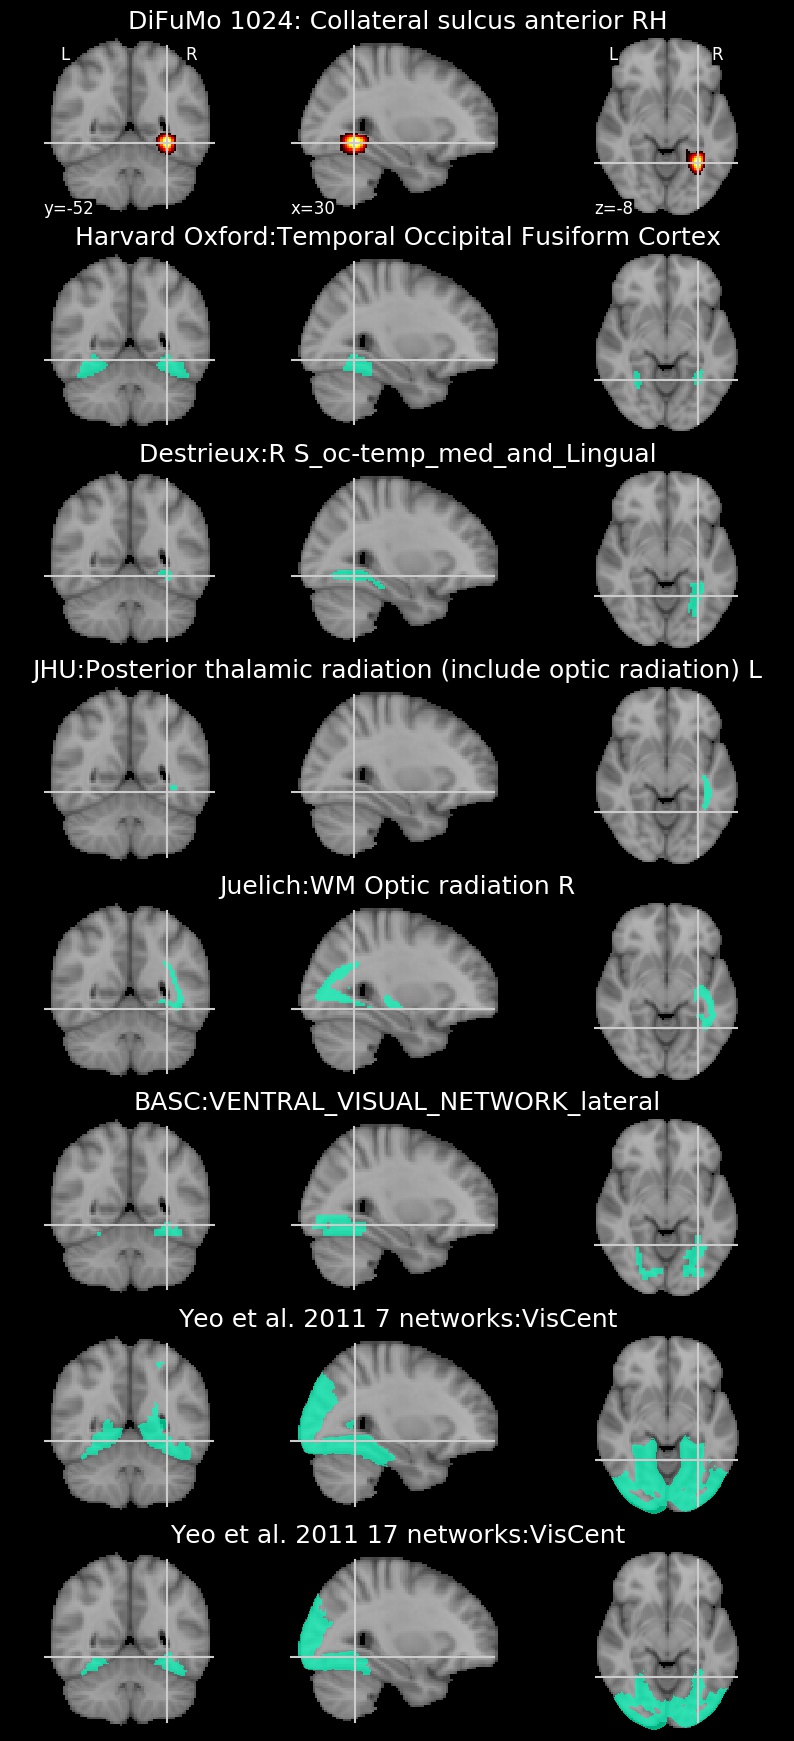 DiFuMo 1024: Collateral sulcus anterior RH
L R L R
y=-52 x=30 z=-8
Harvard Oxford:Temporal Occipital Fusiform Cortex
Destrieux:R S_oc-temp_med_and_Lingual
JHU:Posterior thalamic radiation (include optic radiation) L
Juelich:WM Optic radiation R
BASC:VENTRAL_VISUAL_NETWORK_lateral
Yeo et al. 2011 7 networks:VisCent
Yeo et al. 2011 17 networks:VisCent